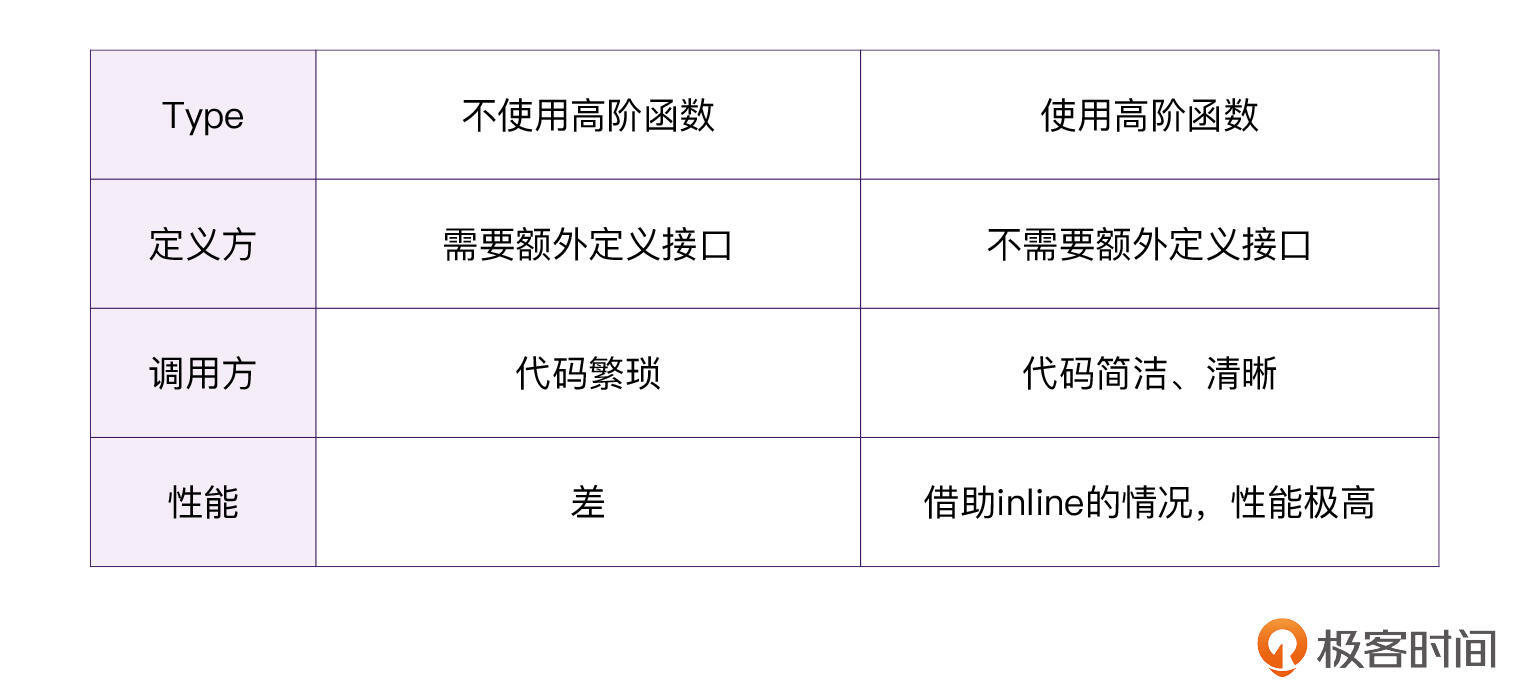 Type 不使用高阶函数 使用高阶函数
定义方 需要额外定义接口 不需要额外定义接口
调用方 代码繁琐 代码简洁、清晰
性能 差 借助inline的情况，性能极高
极客时间